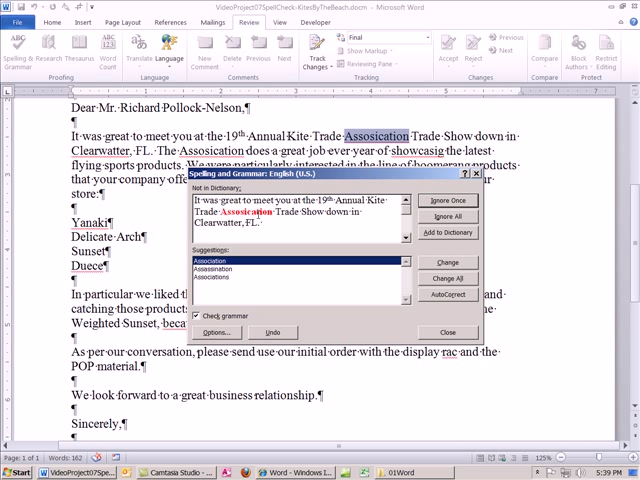 VideoProject07SpellCheck-KitesByTheBeach.docm - Microsoft Word
File Home Insert Page Layout References Mailings Review View Developer
Spelling & Grammar Research Thesaurus Word Count Translate Language New Comment Delete Previous Next Track Changes Final Show Markup Reviewing Pane Accept Reject Previous Next Compare Block Authors Restrict Editing
Proofing Language Comments Tracking Changes Compare Protect
Dear·Mr.·Richard·Pollock-Nelson,¶
¶
It·was·great·to·meet·you·at·the·19th·Annual·Kite·Trade·Assosication·Trade·Show·down·in·
Clearwatter,·FL.·The·Assosication·does·a·great·job·ever·year·of·showcasig·the·latest·
flying·sports·products.·We·were·particularly·interested·in·the·line·of·boomerang·products·
that·your·company·offe
store:¶
¶
Yanaki¶
Delicate·Arch¶
Sunset¶
Duece¶
¶
In·particular·we·liked·th
catching·those·products
Weighted·Sunset,·beca
¶
As·per·our·conversation,·please·send·use·our·initial·order·with·the·display·rac·and·the·
POP·material.¶
¶
We·look·forward·to·a·great·business·relationship.¶
¶
Sincerely,¶
¶
Spelling and Grammar: English (U.S.)
Not in Dictionary:
It·was·great·to·meet·you·at·the·19th·Annual·Kite·
Trade·Assosication·Trade·Show·down·in·
Clearwatter,·FL.·
Ignore Once
Ignore All
Add to Dictionary
Suggestions:
Association
Assassination
Associations
Change
Change All
AutoCorrect
Check grammar
Options... Undo Close
Page: 1 of 1 Words: 162 125%
Start VideoProject07Spell... Camtasia Studio - ... Word - Windows I... 01Word 5:39 PM